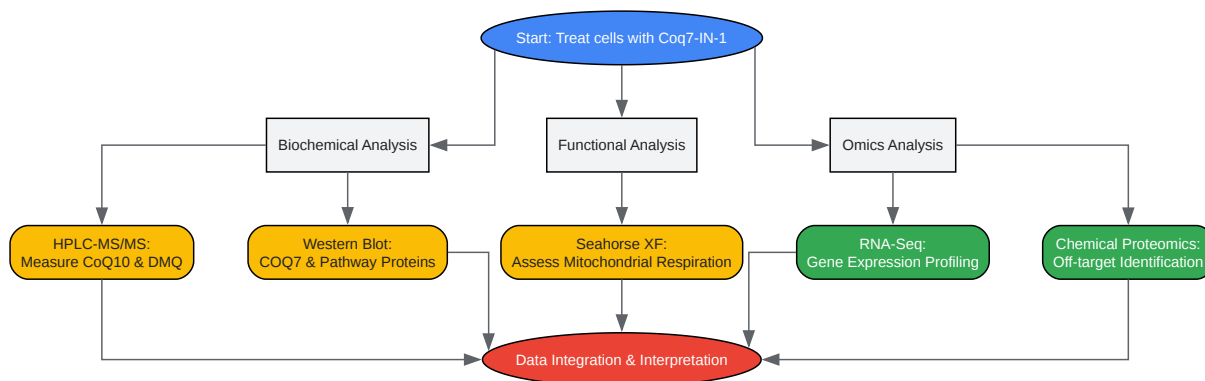 Start: Treat cells with Coq7-IN-1
Biochemical Analysis
Functional Analysis
Omics Analysis
HPLC-MS/MS:
Measure CoQ10 & DMQ
Western Blot:
COQ7 & Pathway Proteins
Seahorse XF:
Assess Mitochondrial Respiration
RNA-Seq:
Gene Expression Profiling
Chemical Proteomics:
Off-target Identification
Data Integration & Interpretation